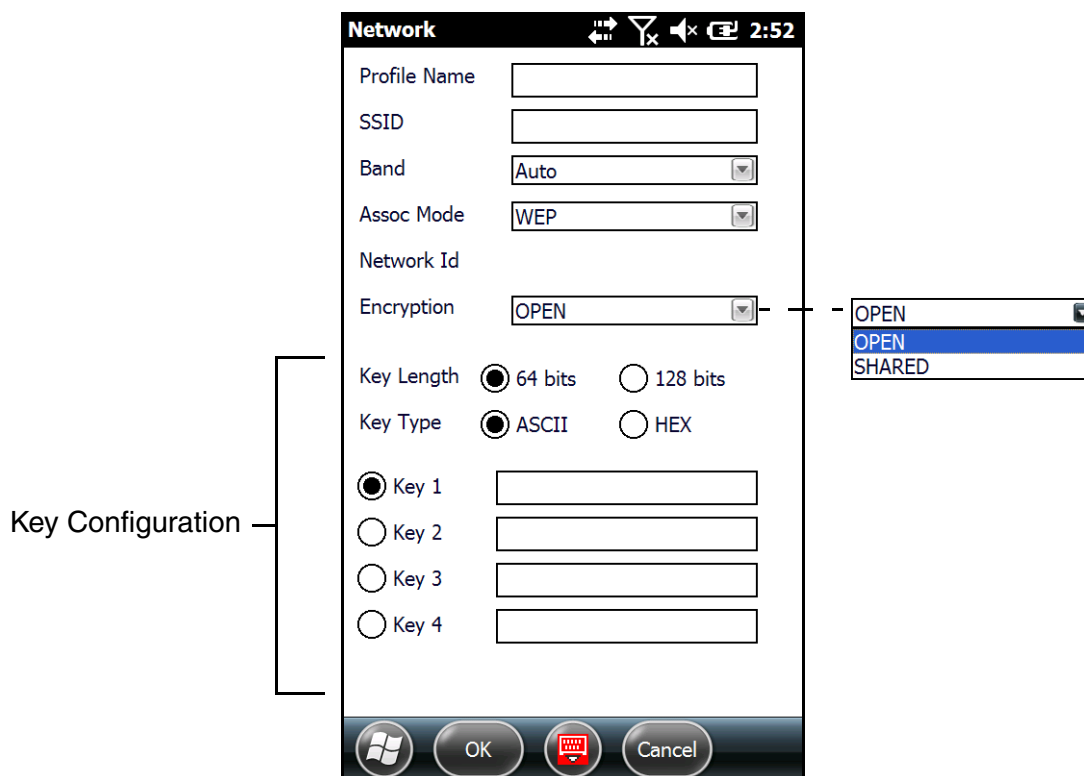 Network 2:52
Profile Name
SSID
Band Auto
Assoc Mode WEP
Network Id
Encryption OPEN
OPEN
OPEN
SHARED
Key Length 64 bits 128 bits
Key Type ASCII HEX
Key 1
Key Configuration
Key 2
Key 3
Key 4
OK Cancel